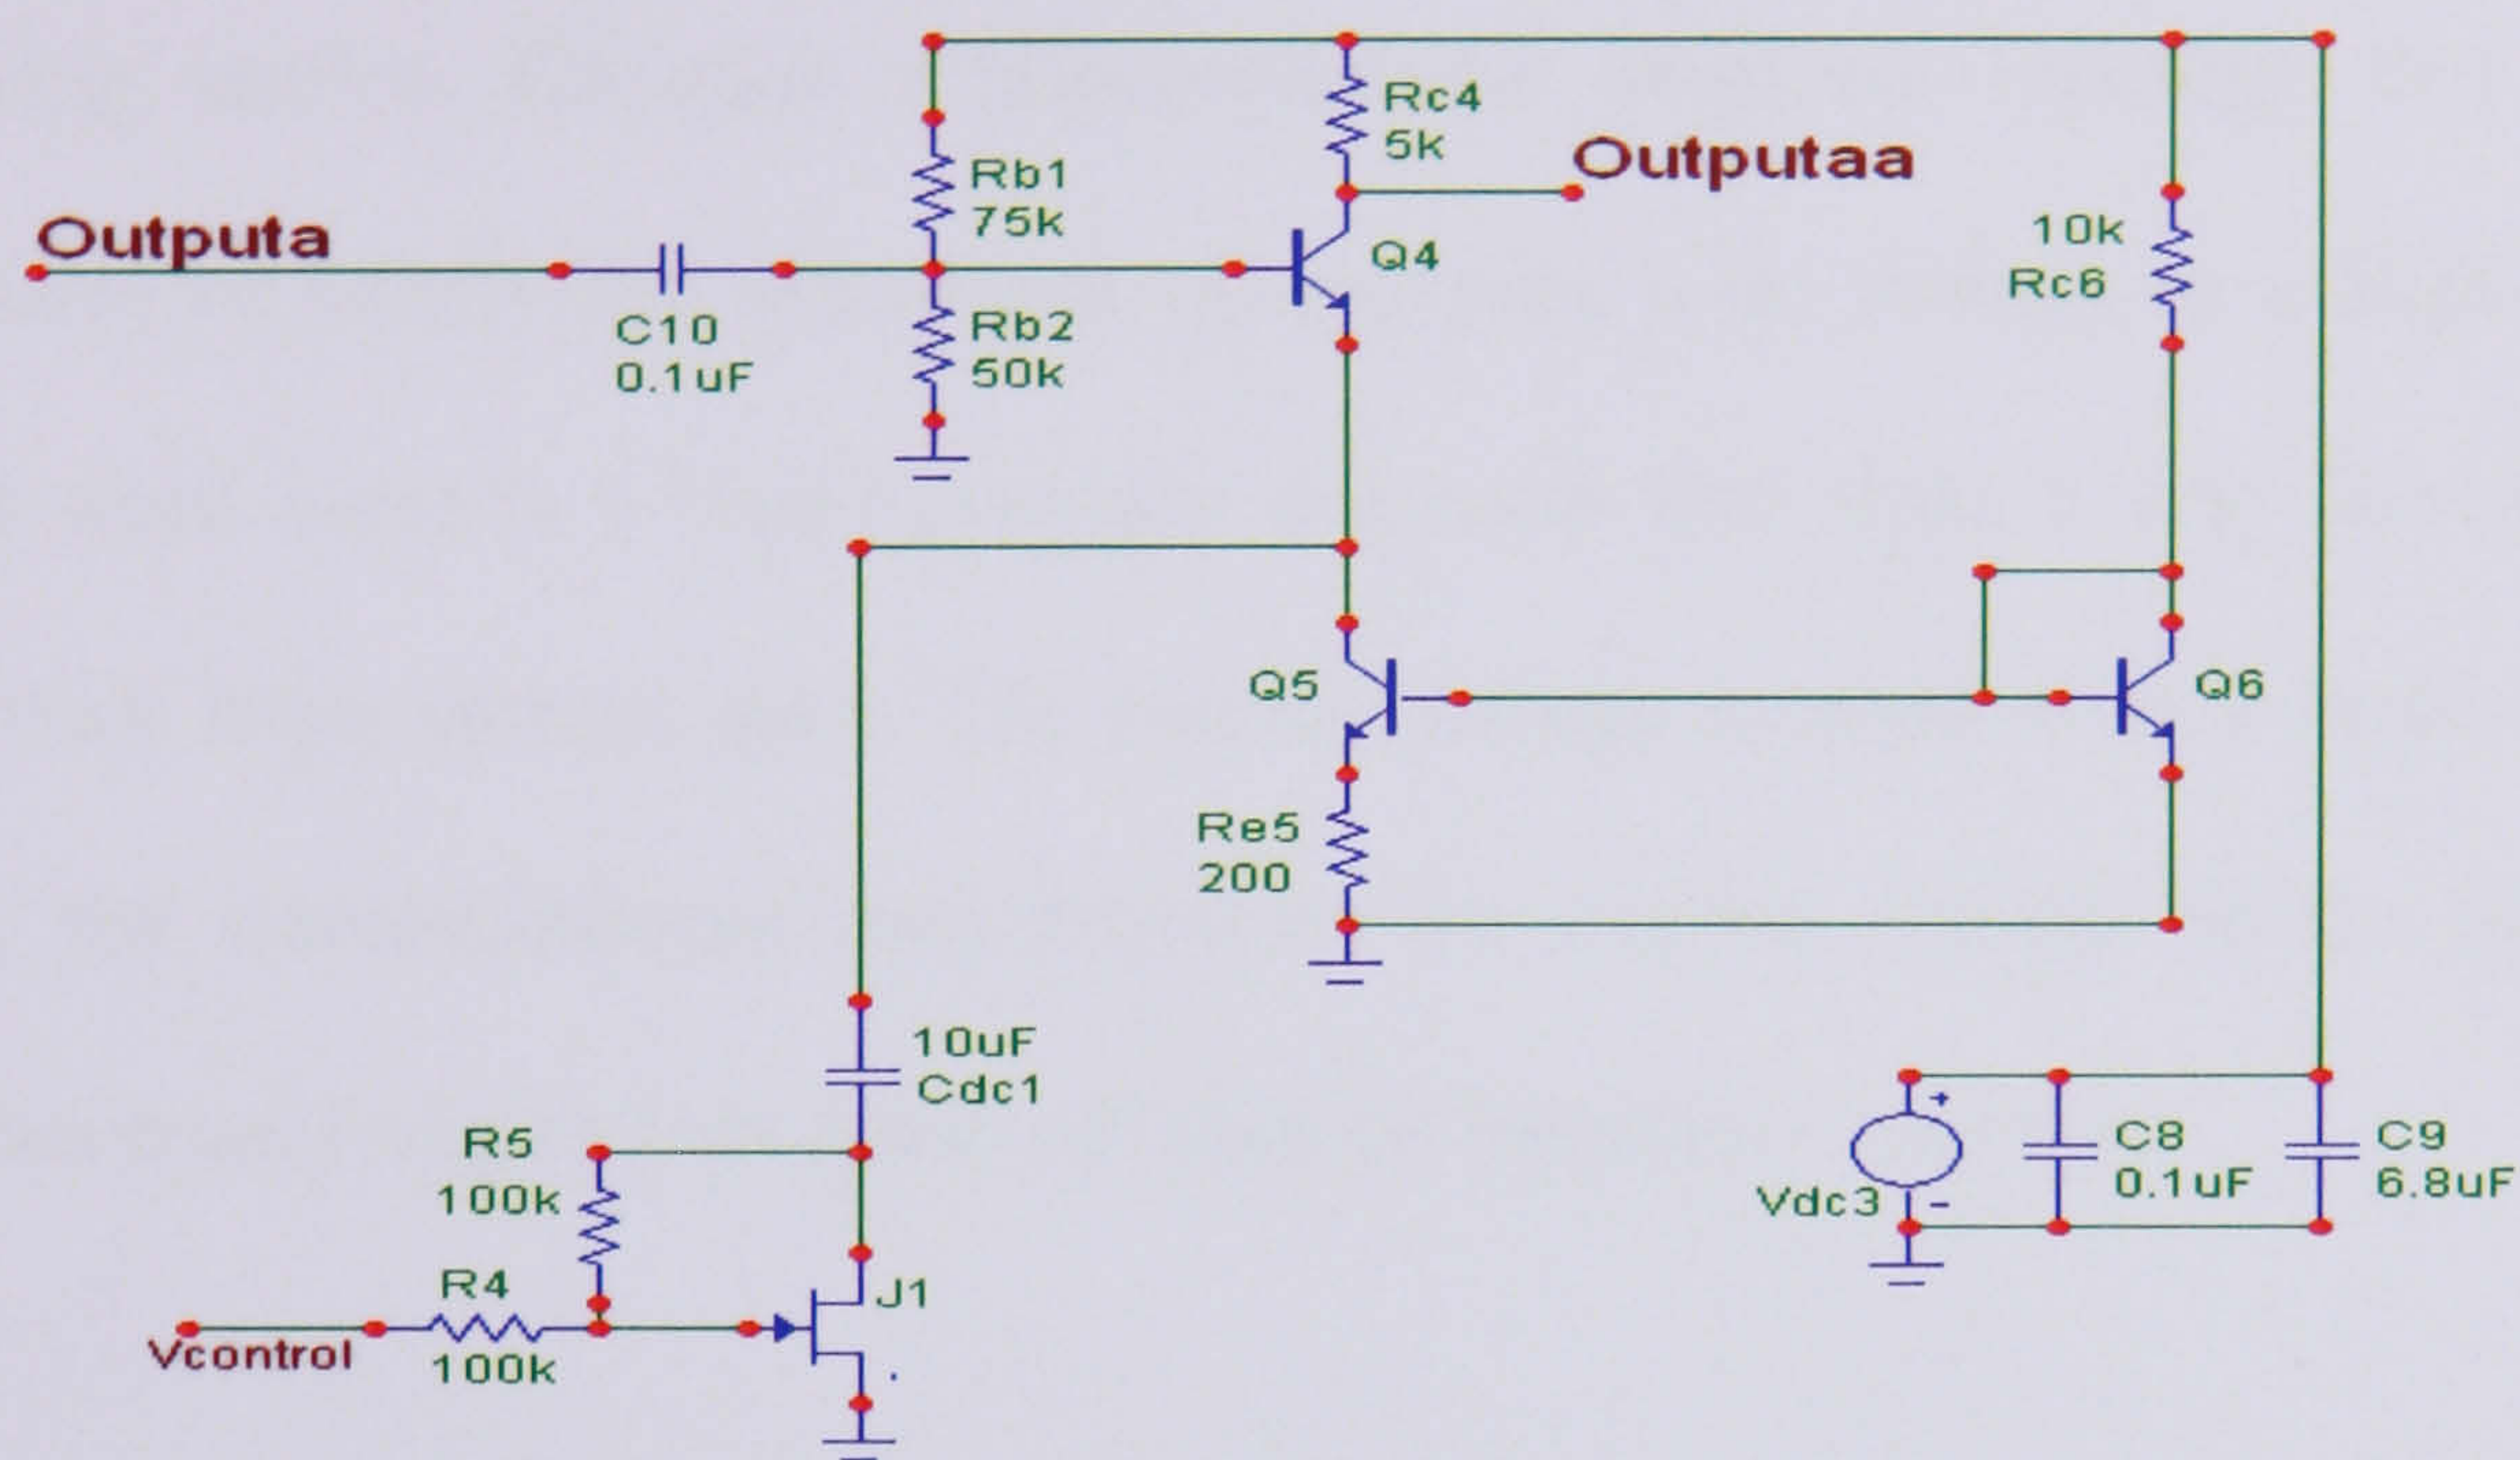 Rc4
5k
Outputaa
Rb1
75k
Outputa
10k
Rc6
Q4
C10
0.1uF
Rb2
50k
Q5
Q6
Re5
200
10uF
Cdc1
R5
100k
R4
100k
J1
Vcontrol
+
Vdc3
-
C8
0.1uF
C9
6.8uF